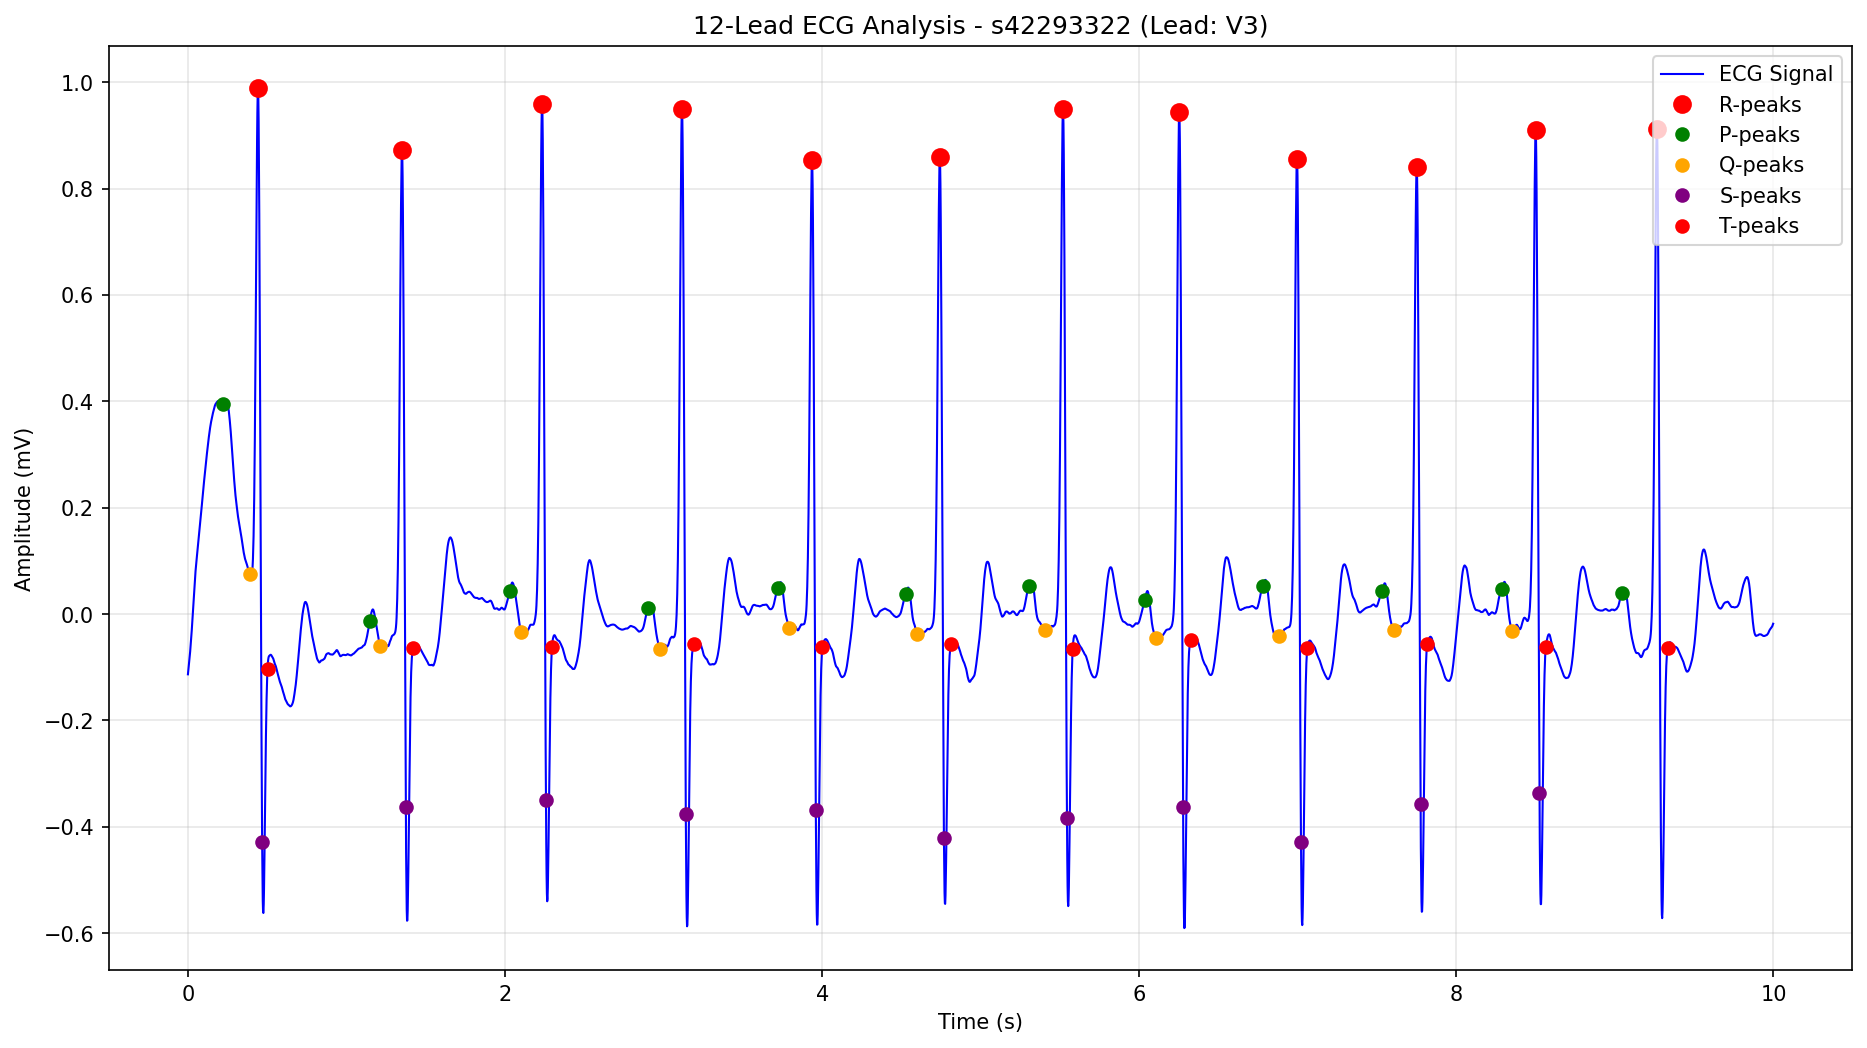 12-Lead ECG Analysis - s42293322 (Lead: V3)
ECG Signal
R-peaks
P-peaks
Q-peaks
S-peaks
T-peaks
Amplitude (mV)
1.0
0.8
0.6
0.4
0.2
0.0
−0.2
−0.4
−0.6
0 2 4 6 8 10
Time (s)